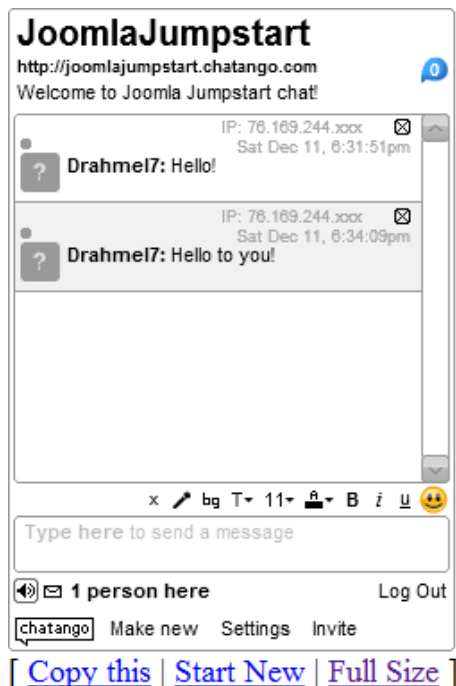 JoomlaJumpstart
http://joomlajumpstart.chatango.com
0
Welcome to Joomla Jumpstart chat!
IP: 76.169.244.xxx
Sat Dec 11, 6:31:51pm
? Drahmel7: Hello!
IP: 76.169.244.xxx
Sat Dec 11, 6:34:09pm
? Drahmel7: Hello to you!
x bg T 11 A B i u
Type here to send a message
1 person here Log Out
chatango Make new Settings Invite
[ Copy this | Start New | Full Size ]